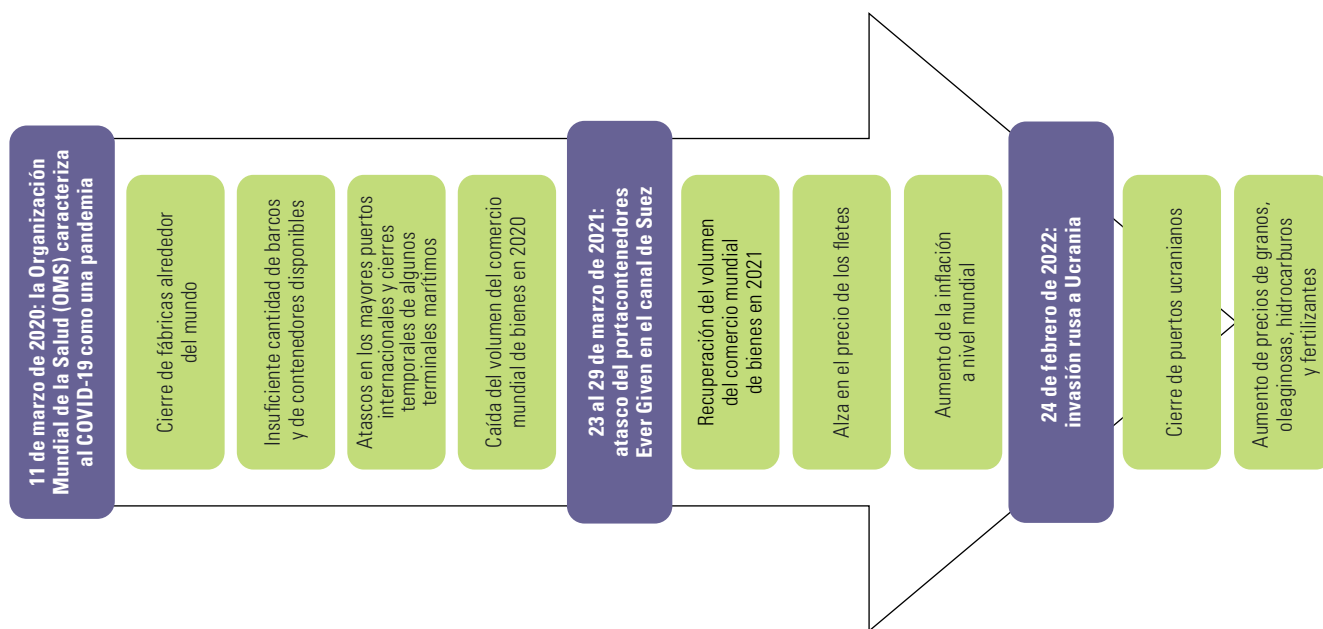 11 de marzo de 2020: la Organización
Mundial de la Salud (OMS) caracteriza
al COVID-19 como una pandemia
Cierre de fábricas alrededor
del mundo
Insuficiente cantidad de barcos
y de contenedores disponibles
Atascos en los mayores puertos
internacionales y cierres
temporales de algunos
terminales marítimos
Caída del volumen del comercio
mundial de bienes en 2020
23 al 29 de marzo de 2021:
atasco del portacontenedores
Ever Given en el canal de Suez
Recuperación del volumen
del comercio mundial
de bienes en 2021
Alza en el precio de los fletes
Aumento de la inflación
a nivel mundial
24 de febrero de 2022:
invasión rusa a Ucrania
Cierre de puertos ucranianos
Aumento de precios de granos,
oleaginosas, hidrocarburos
y fertilizantes